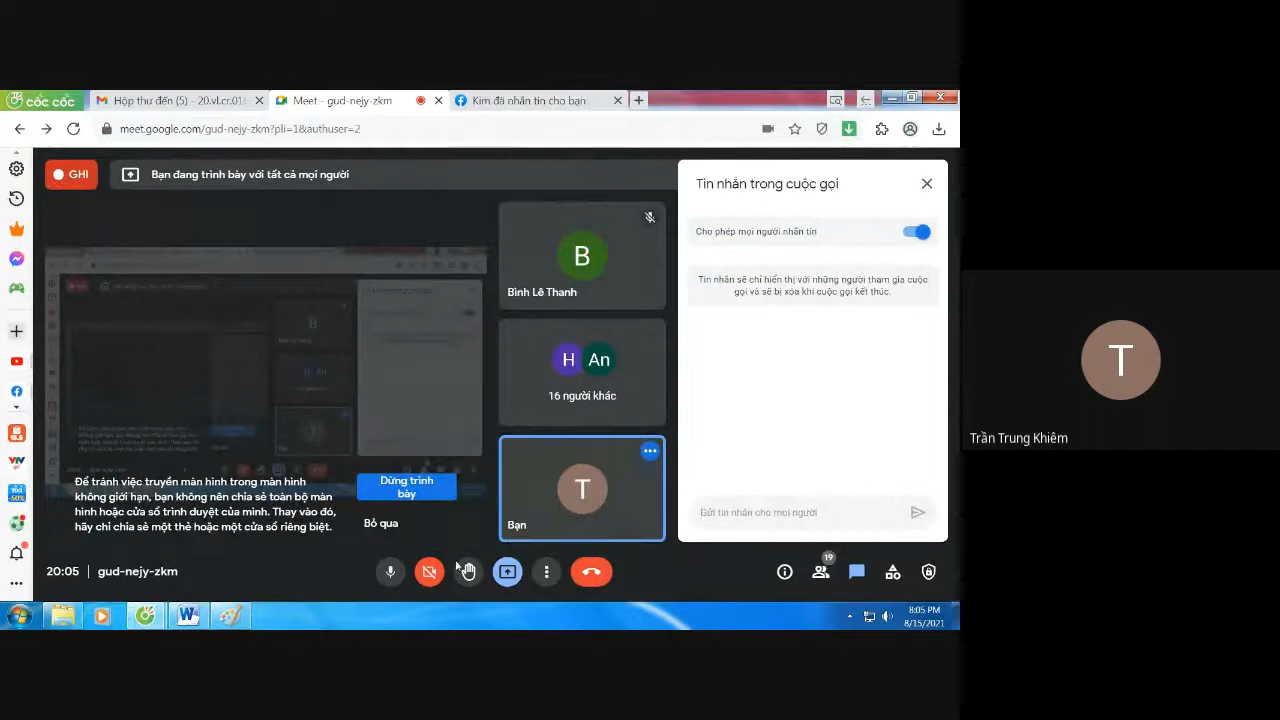 cốc cốc
Hộp thư đến (5) - 20.vl.cr.01
Meet - gud-nejy-zkm
Kim đã nhắn tin cho bạn
meet.google.com/gud-nejy-zkm?pli=1&authuser=2
GHI
Bạn đang trình bày với tất cả mọi người
Tin nhắn trong cuộc gọi
Cho phép mọi người nhắn tin
Tin nhắn sẽ chỉ hiển thị với những người tham gia cuộc
gọi và sẽ bị xóa khi cuộc gọi kết thúc.
B
Bình Lê Thanh
H
An
16 người khác
T
Bạn
Để tránh việc truyền màn hình trong màn hình
không giới hạn, bạn không nên chia sẻ toàn bộ màn
hình hoặc cửa sổ trình duyệt của mình. Thay vào đó,
hãy chỉ chia sẻ một thẻ hoặc một cửa sổ riêng biệt.
Dừng trình
bày
Bỏ qua
Gửi tin nhắn cho mọi người
20:05 | gud-nejy-zkm
19
8:05 PM
8/15/2021
T
Trần Trung Khiêm